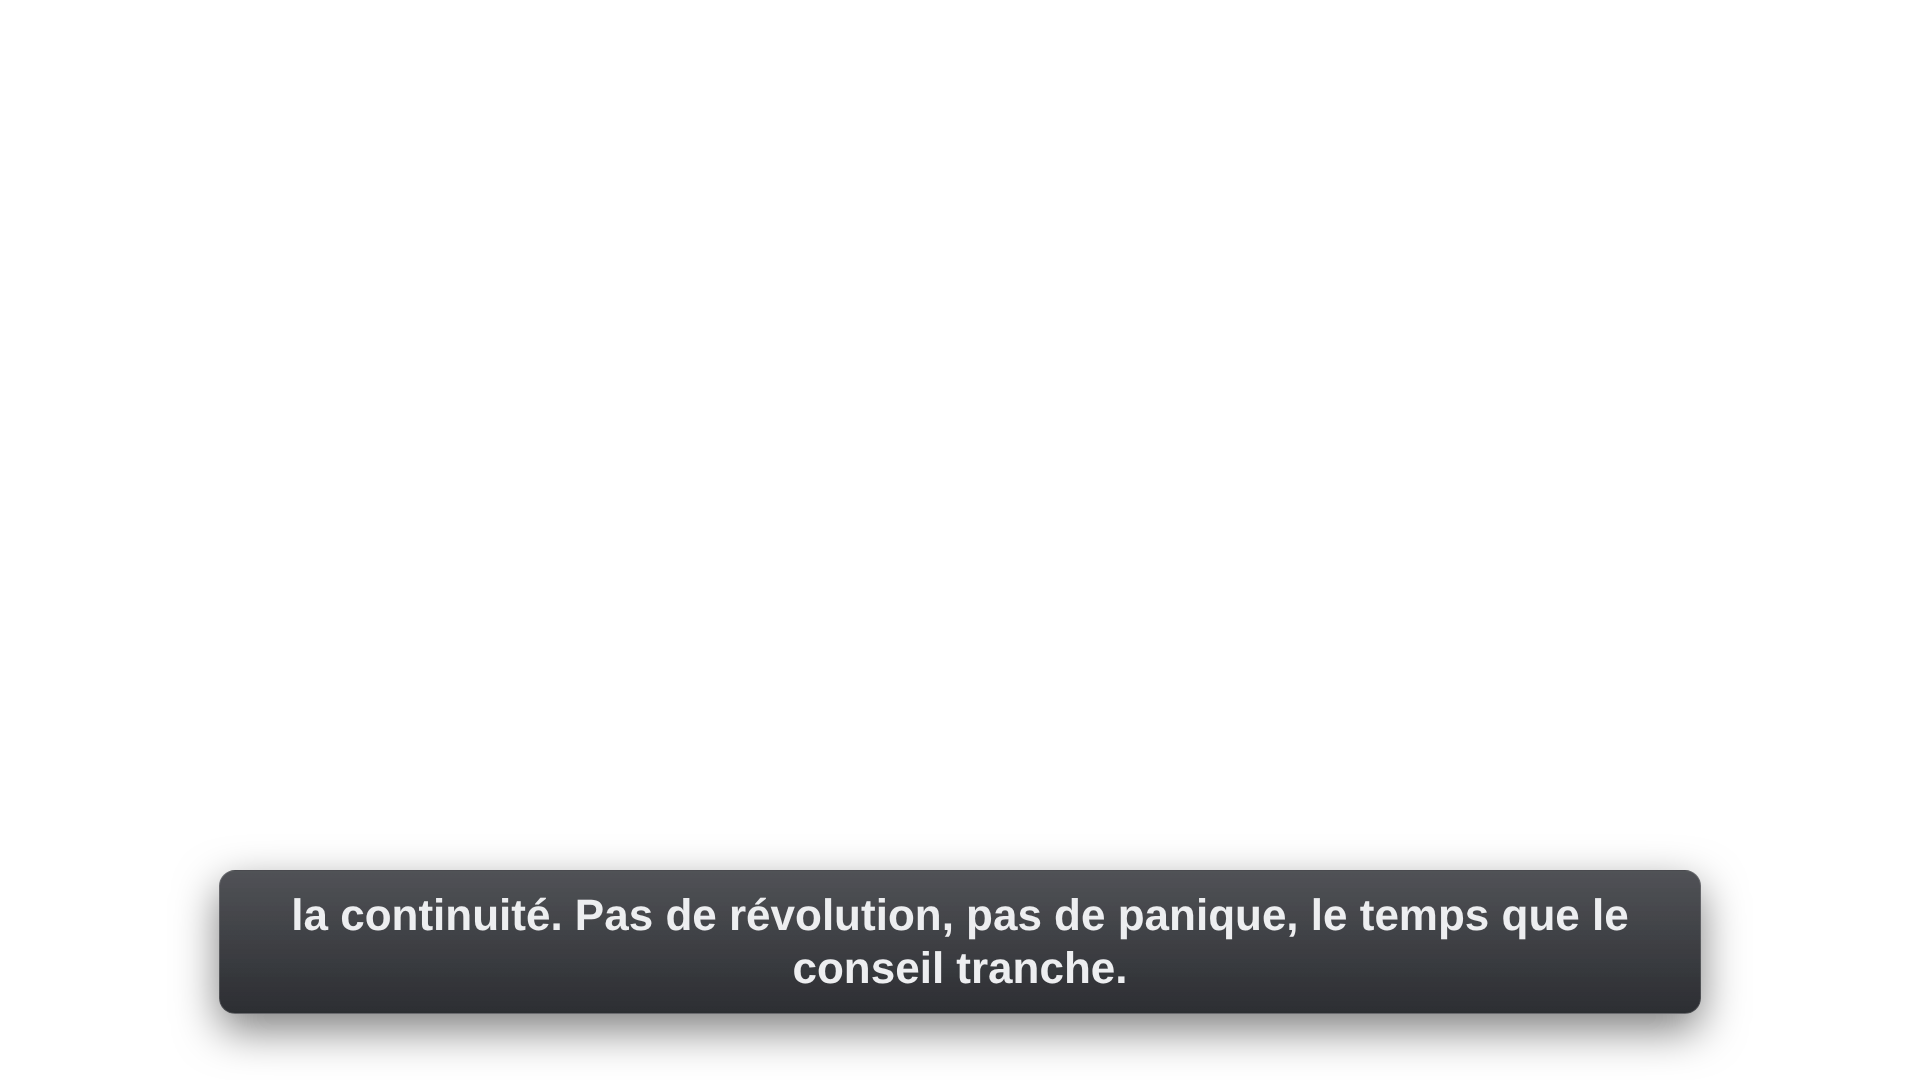 la continuité. Pas de révolution, pas de panique, le temps que le
conseil tranche.